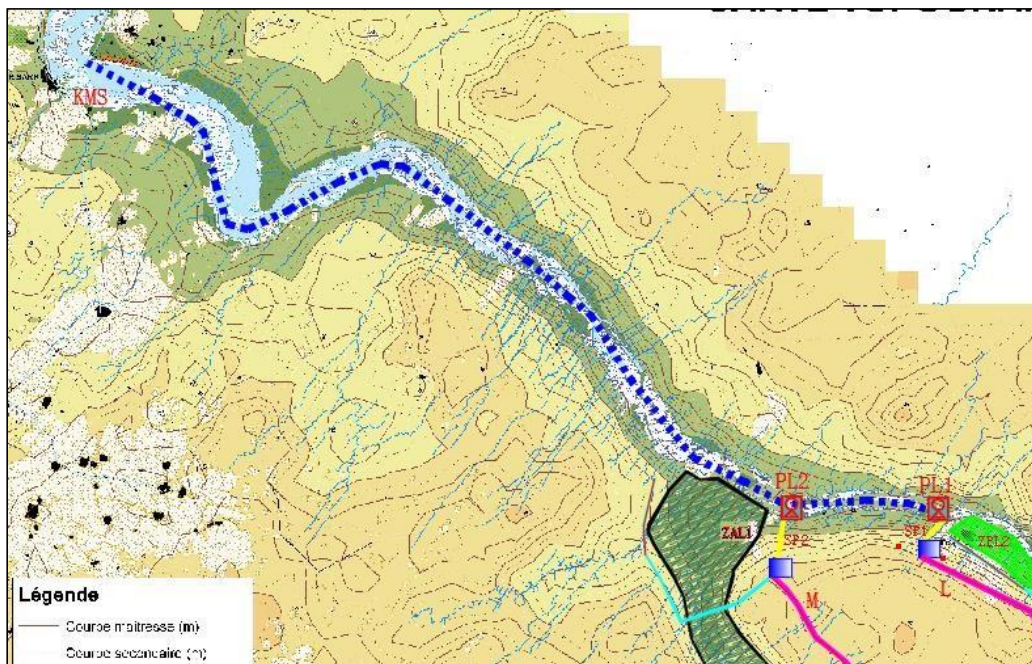 KMS
PL2
PL1
ZAL1
SP2
SP1
ZPL2
M
L
Légende
Courbe maitresse (m)
Courbe secondaire (m)